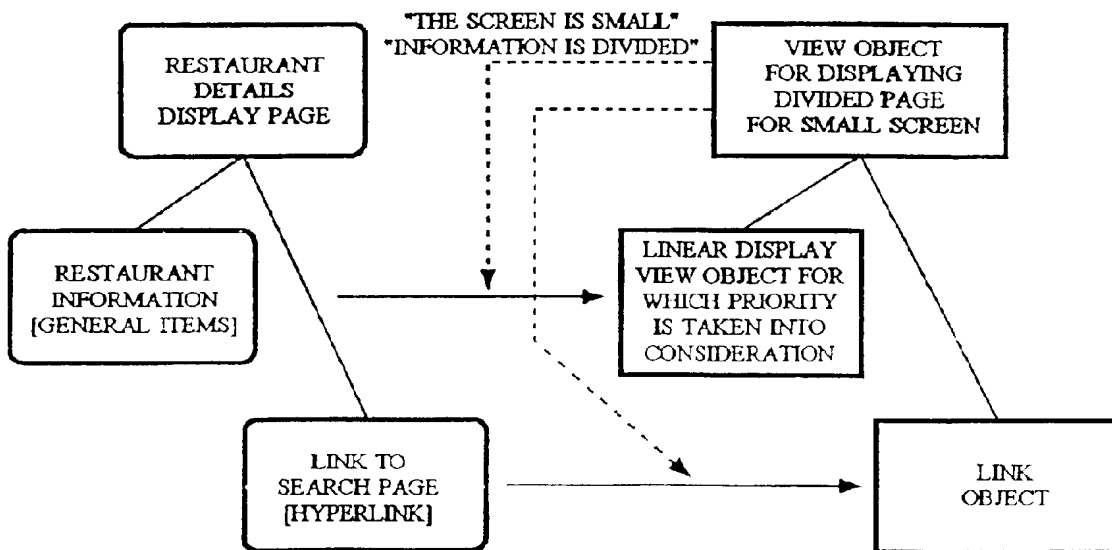 "THE SCREEN IS SMALL"
"INFORMATION IS DIVIDED"
RESTAURANT
DETAILS
DISPLAY PAGE
VIEW OBJECT
FOR DISPLAYING
DIVIDED PAGE
FOR SMALL SCREEN
RESTAURANT
INFORMATION
[GENERAL ITEMS]
LINEAR DISPLAY
VIEW OBJECT FOR
WHICH PRIORITY
IS TAKEN INTO
CONSIDERATION
LINK TO
SEARCH PAGE
[HYPERLINK]
LINK
OBJECT